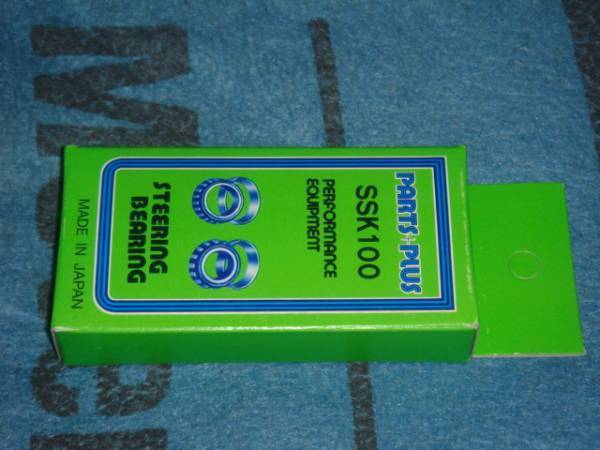 PARTS+PLUS
SSK100
PERFORMANCE
EQUIPMENT
STEERING
BEARING
MADE IN JAPAN